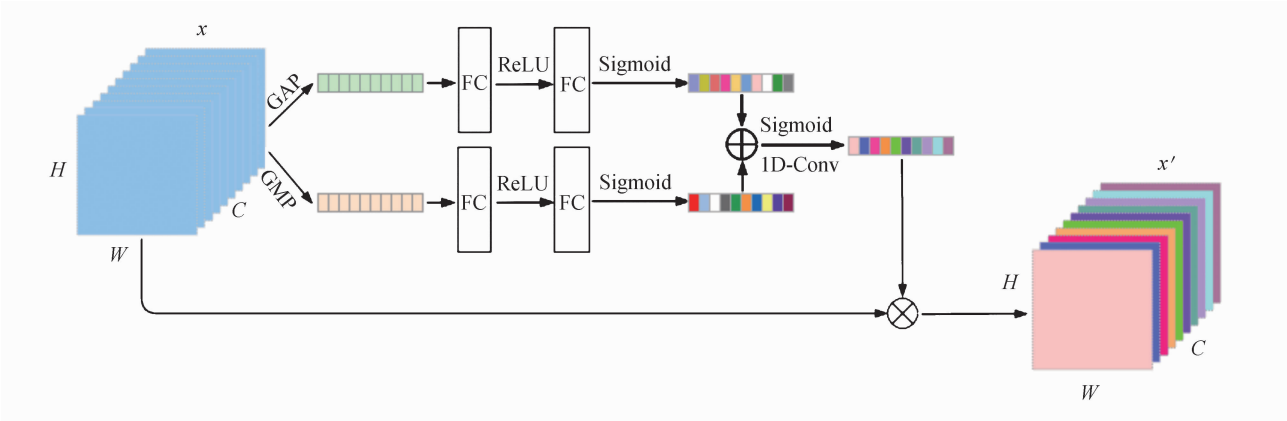 x
GAP
FC
ReLU
FC
Sigmoid
Sigmoid
1D-Conv
H
GMP
FC
ReLU
FC
Sigmoid
C
W
x′
H
C
W